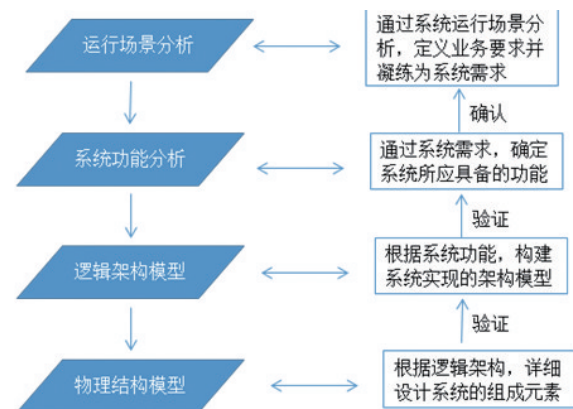 运行场景分析
通过系统运行场景分
析，定义业务要求并
凝练为系统需求
确认
系统功能分析
通过系统需求，确定
系统所应具备的功能
验证
逻辑架构模型
根据系统功能，构建
系统实现的架构模型
验证
物理结构模型
根据逻辑架构，详细
设计系统的组成元素